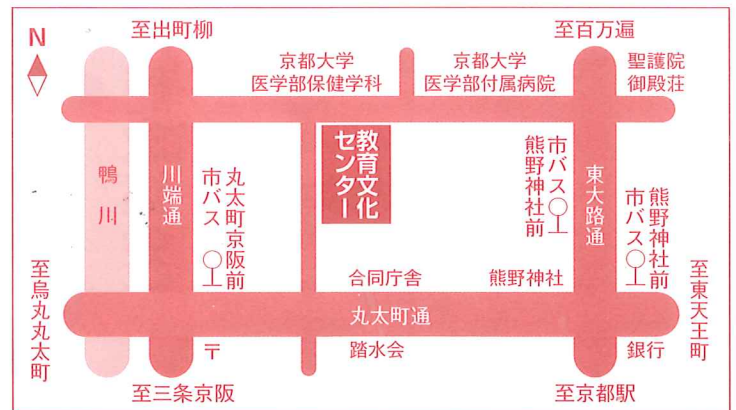 N
至出町柳
至百万遍
京都大学
医学部保健学科
京都大学
医学部付属病院
聖護院
御殿荘
鴨川
川端通
丸太町京阪前
市バス
教育文化
センター
市バス
熊野神社前
東大路通
熊野神社前
市バス
至烏丸丸太町
合同庁舎
熊野神社
至東天王町
丸太町通
〒
踏水会
銀行
至三条京阪
至京都駅